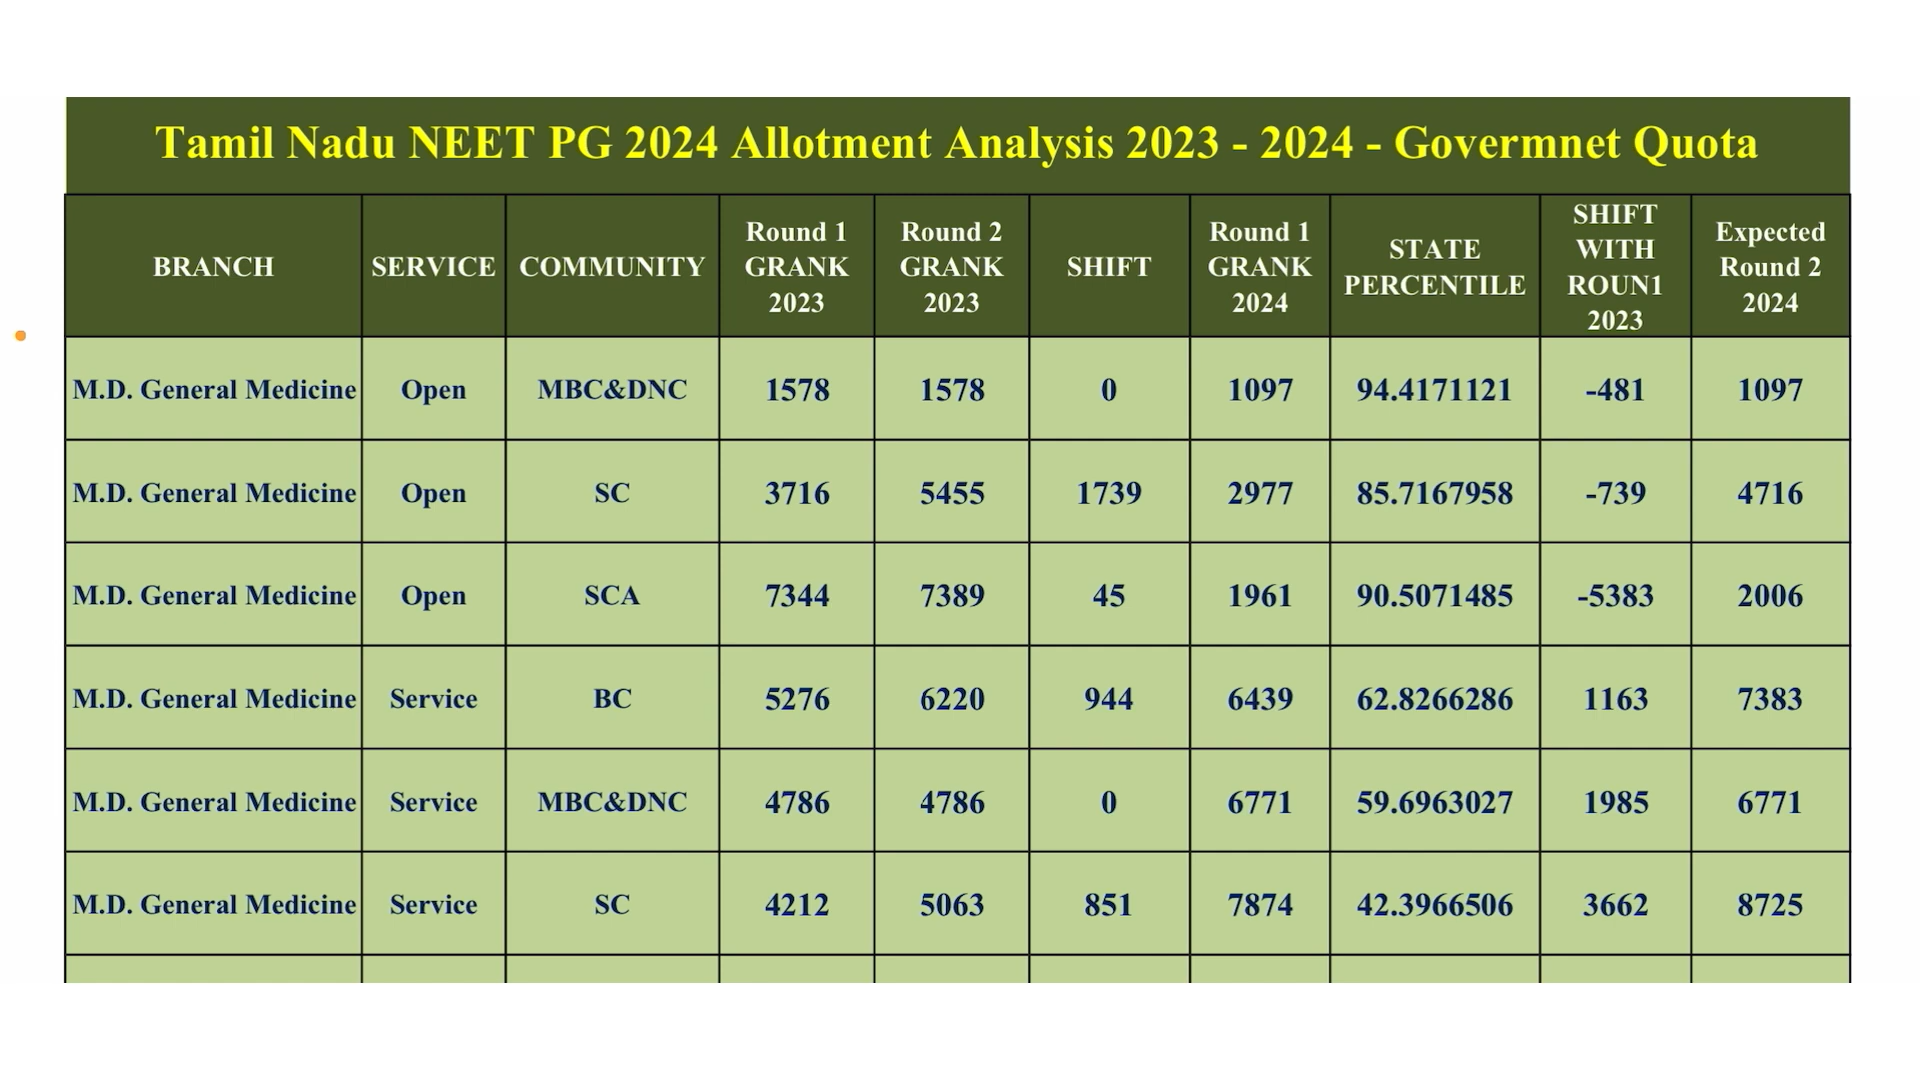 Tamil Nadu NEET PG 2024 Allotment Analysis 2023 - 2024 - Govermnet Quota
BRANCH SERVICE COMMUNITY Round 1 GRANK 2023 Round 2 GRANK 2023 SHIFT Round 1 GRANK 2024 STATE PERCENTILE SHIFT WITH ROUN1 2023 Expected Round 2 2024
M.D. General Medicine Open MBC&DNC 1578 1578 0 1097 94.4171121 -481 1097
M.D. General Medicine Open SC 3716 5455 1739 2977 85.7167958 -739 4716
M.D. General Medicine Open SCA 7344 7389 45 1961 90.5071485 -5383 2006
M.D. General Medicine Service BC 5276 6220 944 6439 62.8266286 1163 7383
M.D. General Medicine Service MBC&DNC 4786 4786 0 6771 59.6963027 1985 6771
M.D. General Medicine Service SC 4212 5063 851 7874 42.3966506 3662 8725